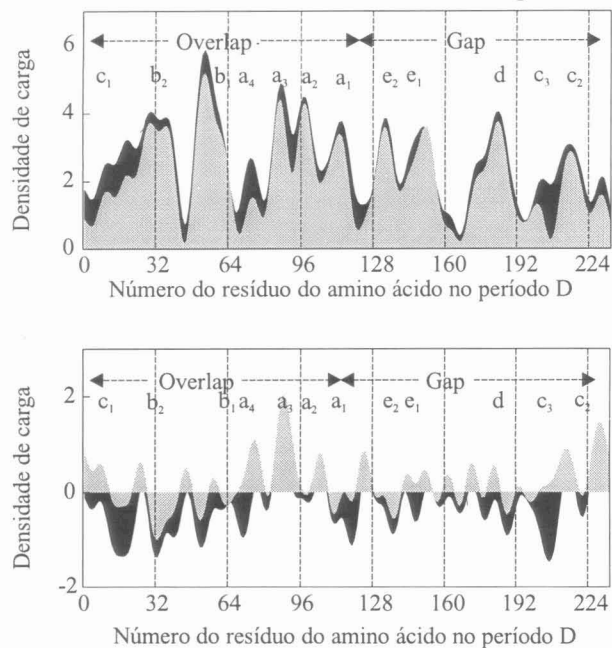 Overlap Gap
c1 b2 b1 a4 a3 a2 a1 e2 e1 d c3 c2
Densidade de carga
6
4
2
0
0 32 64 96 128 160 192 224
Número do resíduo do amino ácido no período D
Overlap Gap
c1 b2 b1 a4 a3 a2 a1 e2 e1 d c3 c2
Densidade de carga
2
0
-2
0 32 64 96 128 160 192 224
Número do resíduo do amino ácido no período D